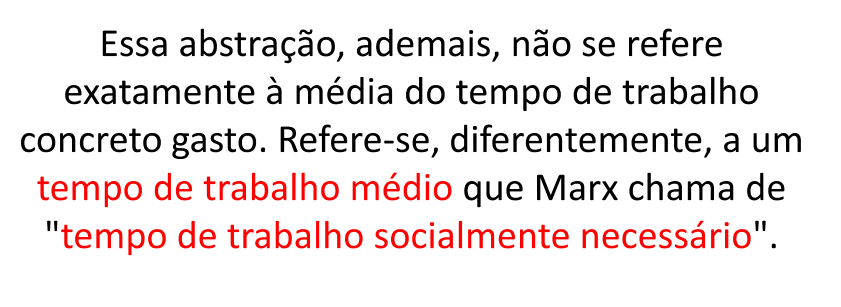 Essa abstração, ademais, não se refere
exatamente à média do tempo de trabalho
concreto gasto. Refere-se, diferentemente, a um
tempo de trabalho médio que Marx chama de
"tempo de trabalho socialmente necessário".